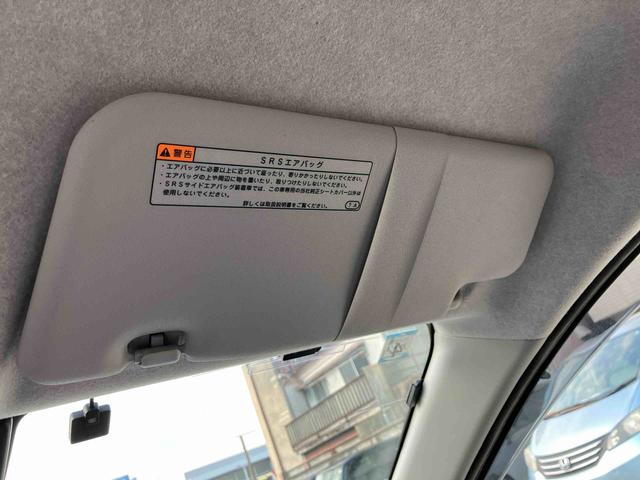 警告
SRSエアバッグ
・エアバッグに必要以上に近づいて座ったり、寄りかかったりしないでください。
・エアバッグの上や周辺に物を置いたり、取りつけたりしないでください。
・SRSサイドエアバッグ装着車では、この車専用の当社純正シートカバー以外は
使用しないでください。
詳しくは取扱説明書をご覧ください。